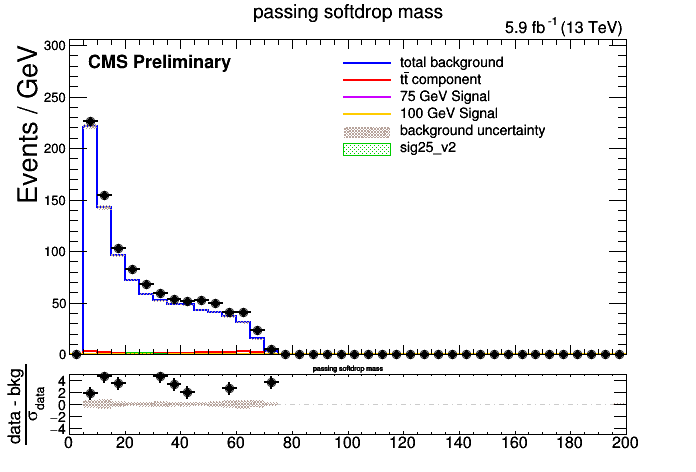 passing softdrop mass
5.9 fb⁻¹ (13 TeV)
CMS Preliminary
total background
tt̄ component
75 GeV Signal
100 GeV Signal
background uncertainty
sig25_v2
Events / GeV
300
250
200
150
100
50
0
passing softdrop mass
data - bkg
σ data
4
2
0
−2
−4
0 20 40 60 80 100 120 140 160 180 200